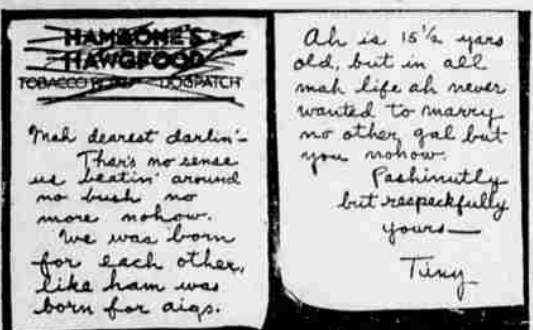 HAMBONE'S
HAWGFOOD
TOBACCO ROAD DOGPATCH
Mah dearest darlin'-
Thar's no sense
us beatin' around
no bush no
more nohow.
We was born
for each other,
like ham was
born for aigs.
Ah is 15½ yars
old, but in all
mah life ah never
wanted to marry
no other gal but
you nohow.
Pashinutly
but respeckfully
yours—
Tiny